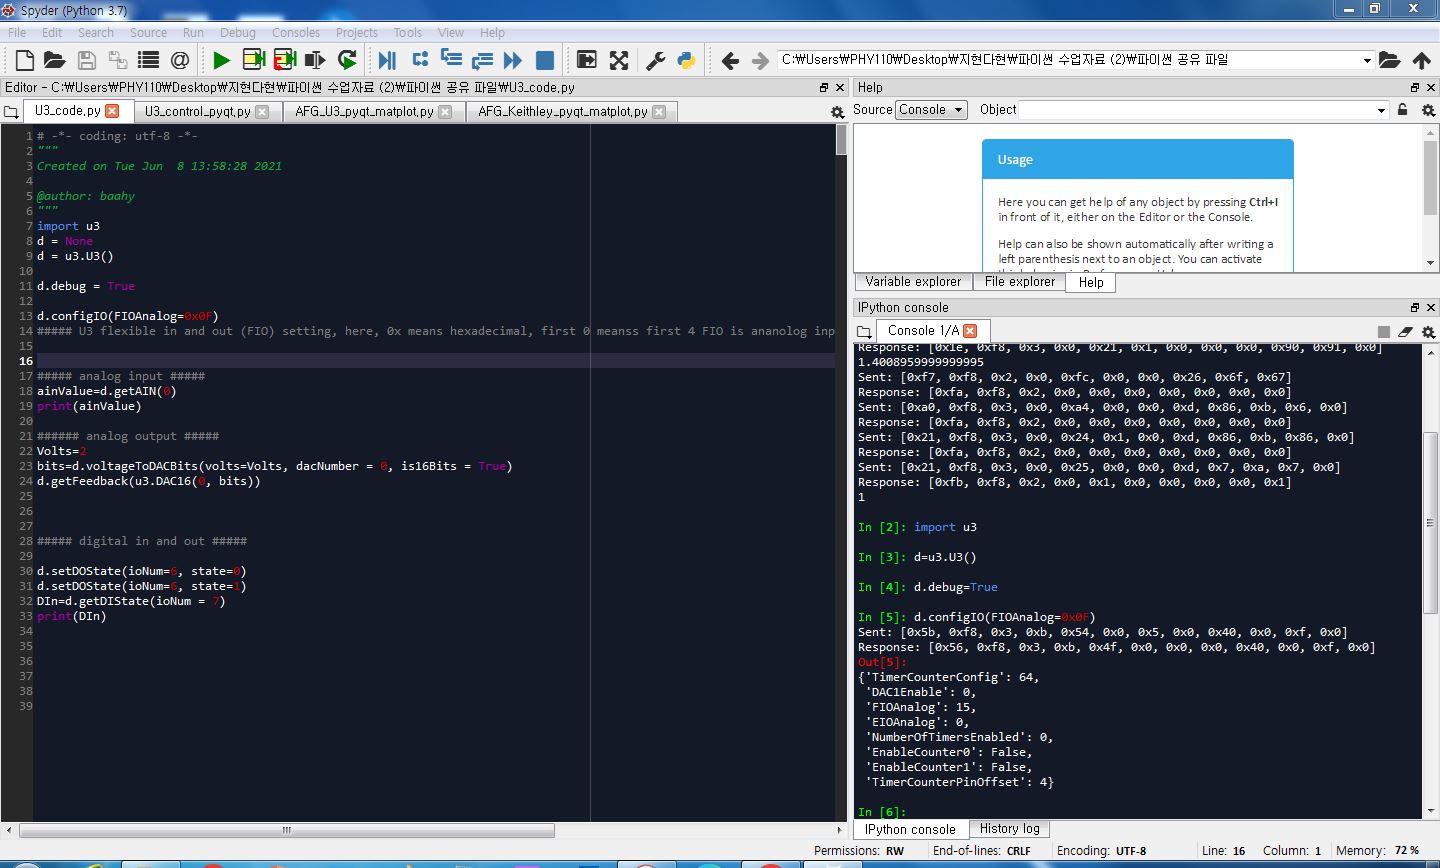 Spyder (Python 3.7)
File Edit Search Source Run Debug Consoles Projects Tools View Help
C:₩Users₩PHY110₩Desktop₩지현다현₩파이썬 수업자료 (2)₩파이썬 공유 파일
Editor - C:₩Users₩PHY110₩Desktop₩지현다현₩파이썬 수업자료 (2)₩파이썬 공유 파일₩U3_code.py
U3_code.py U3_control_pyqt.py AFG_U3_pyqt_matplot.py AFG_Keithley_pyqt_matplot.py
1 # -*- coding: utf-8 -*-
2 """
3 Created on Tue Jun  8 13:58:28 2021
4
5 @author: baahy
6 """
7 import u3
8 d = None
9 d = u3.U3()
10
11 d.debug = True
12
13 d.configIO(FIOAnalog=0x0F)
14 ##### U3 flexible in and out (FIO) setting, here, 0x means hexadecimal, first 0 meanss first 4 FIO is ananolog inp
15
16
17 ##### analog input #####
18 ainValue=d.getAIN(0)
19 print(ainValue)
20
21 ###### analog output #####
22 Volts=2
23 bits=d.voltageToDACBits(volts=Volts, dacNumber = 0, is16Bits = True)
24 d.getFeedback(u3.DAC16(0, bits))
25
26
27
28 ##### digital in and out #####
29
30 d.setDOState(ioNum=6, state=0)
31 d.setDOState(ioNum=6, state=1)
32 DIn=d.getDIState(ioNum = 7)
33 print(DIn)
34
35
36
37
38
39
Help
Source Console Object
Usage
Here you can get help of any object by pressing Ctrl+I
in front of it, either on the Editor or the Console.
Help can also be shown automatically after writing a
left parenthesis next to an object. You can activate
Variable explorer File explorer Help
IPython console
Console 1/A
Response: [0x1e, 0xf8, 0x3, 0x0, 0x21, 0x1, 0x0, 0x0, 0x0, 0x90, 0x91, 0x0]
1.4008959999999995
Sent: [0xf7, 0xf8, 0x2, 0x0, 0xfc, 0x0, 0x0, 0x26, 0x6f, 0x67]
Response: [0xfa, 0xf8, 0x2, 0x0, 0x0, 0x0, 0x0, 0x0, 0x0, 0x0]
Sent: [0xa0, 0xf8, 0x3, 0x0, 0xa4, 0x0, 0x0, 0xd, 0x86, 0xb, 0x6, 0x0]
Response: [0xfa, 0xf8, 0x2, 0x0, 0x0, 0x0, 0x0, 0x0, 0x0, 0x0]
Sent: [0x21, 0xf8, 0x3, 0x0, 0x24, 0x1, 0x0, 0xd, 0x86, 0xb, 0x86, 0x0]
Response: [0xfa, 0xf8, 0x2, 0x0, 0x0, 0x0, 0x0, 0x0, 0x0, 0x0]
Sent: [0x21, 0xf8, 0x3, 0x0, 0x25, 0x0, 0x0, 0xd, 0x7, 0xa, 0x7, 0x0]
Response: [0xfb, 0xf8, 0x2, 0x0, 0x1, 0x0, 0x0, 0x0, 0x0, 0x1]
1
In [2]: import u3
In [3]: d=u3.U3()
In [4]: d.debug=True
In [5]: d.configIO(FIOAnalog=0x0F)
Sent: [0x5b, 0xf8, 0x3, 0xb, 0x54, 0x0, 0x5, 0x0, 0x40, 0x0, 0xf, 0x0]
Response: [0x56, 0xf8, 0x3, 0xb, 0x4f, 0x0, 0x0, 0x0, 0x40, 0x0, 0xf, 0x0]
Out[5]:
{'TimerCounterConfig': 64,
'DAC1Enable': 0,
'FIOAnalog': 15,
'EIOAnalog': 0,
'NumberOfTimersEnabled': 0,
'EnableCounter0': False,
'EnableCounter1': False,
'TimerCounterPinOffset': 4}
In [6]:
IPython console History log
Permissions: RW End-of-lines: CRLF Encoding: UTF-8 Line: 16 Column: 1 Memory: 72 %